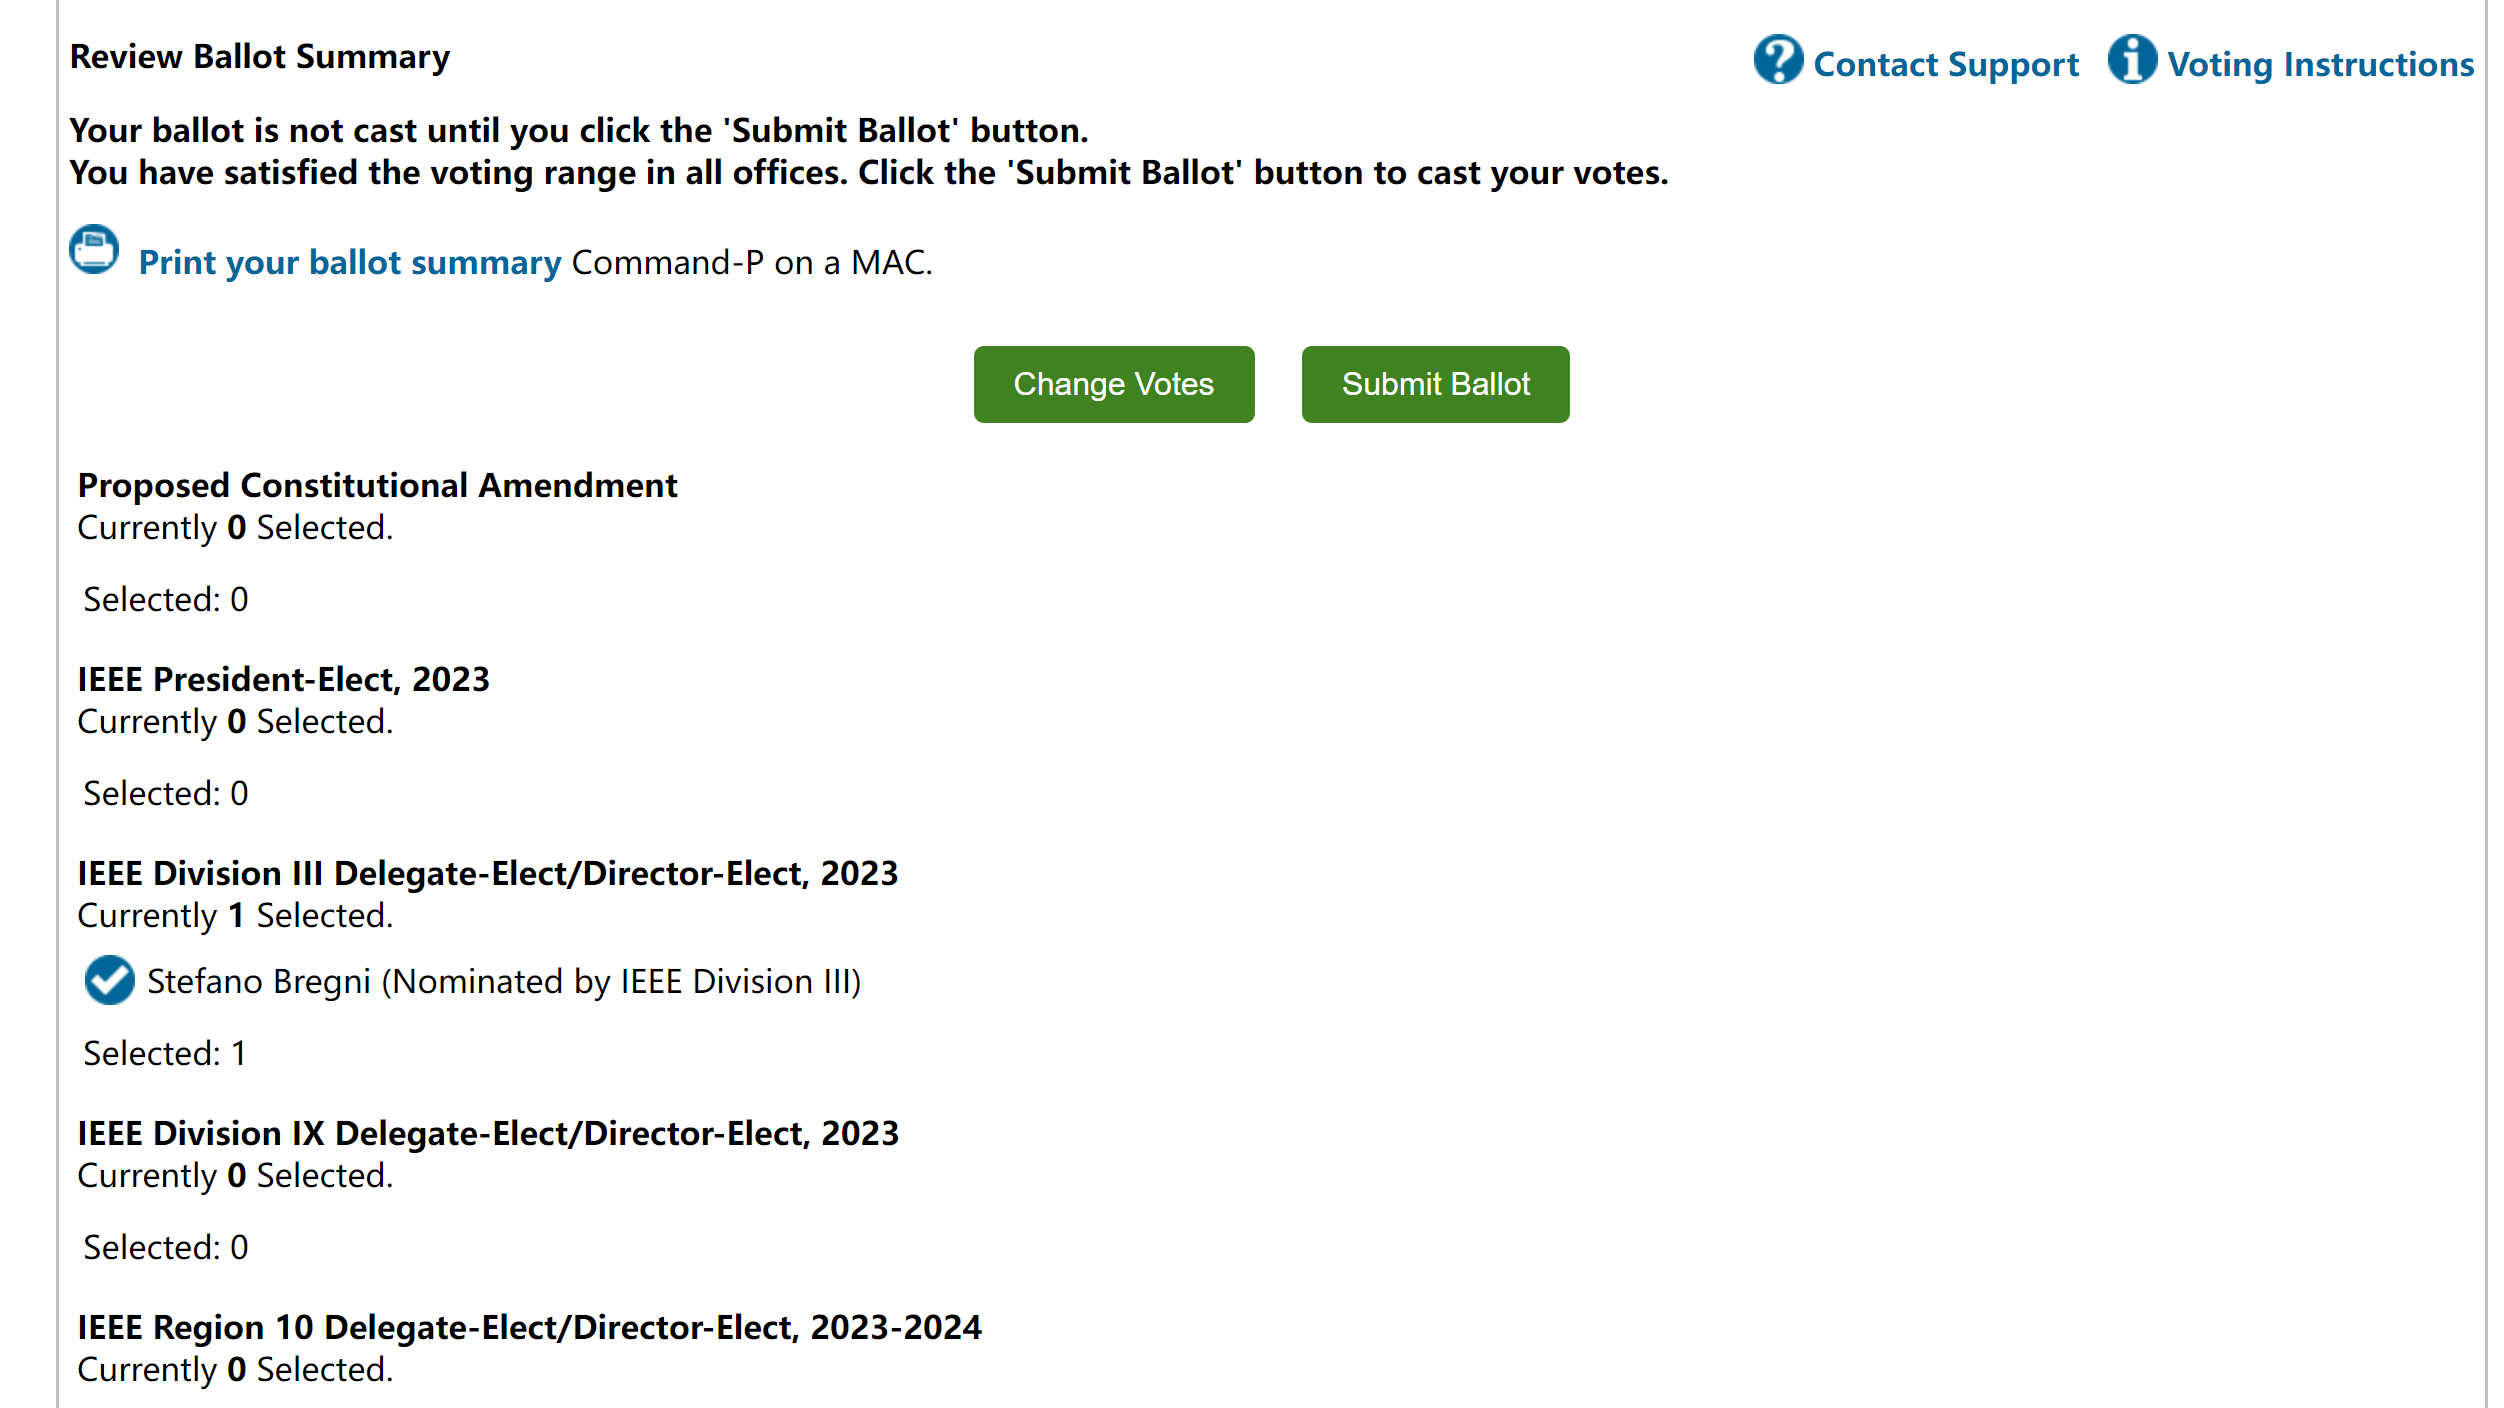 Review Ballot Summary
Contact Support
Voting Instructions
Your ballot is not cast until you click the 'Submit Ballot' button.
You have satisfied the voting range in all offices. Click the 'Submit Ballot' button to cast your votes.
Print your ballot summary Command-P on a MAC.
Change Votes
Submit Ballot
Proposed Constitutional Amendment
Currently 0 Selected.
Selected: 0
IEEE President-Elect, 2023
Currently 0 Selected.
Selected: 0
IEEE Division III Delegate-Elect/Director-Elect, 2023
Currently 1 Selected.
Stefano Bregni (Nominated by IEEE Division III)
Selected: 1
IEEE Division IX Delegate-Elect/Director-Elect, 2023
Currently 0 Selected.
Selected: 0
IEEE Region 10 Delegate-Elect/Director-Elect, 2023-2024
Currently 0 Selected.